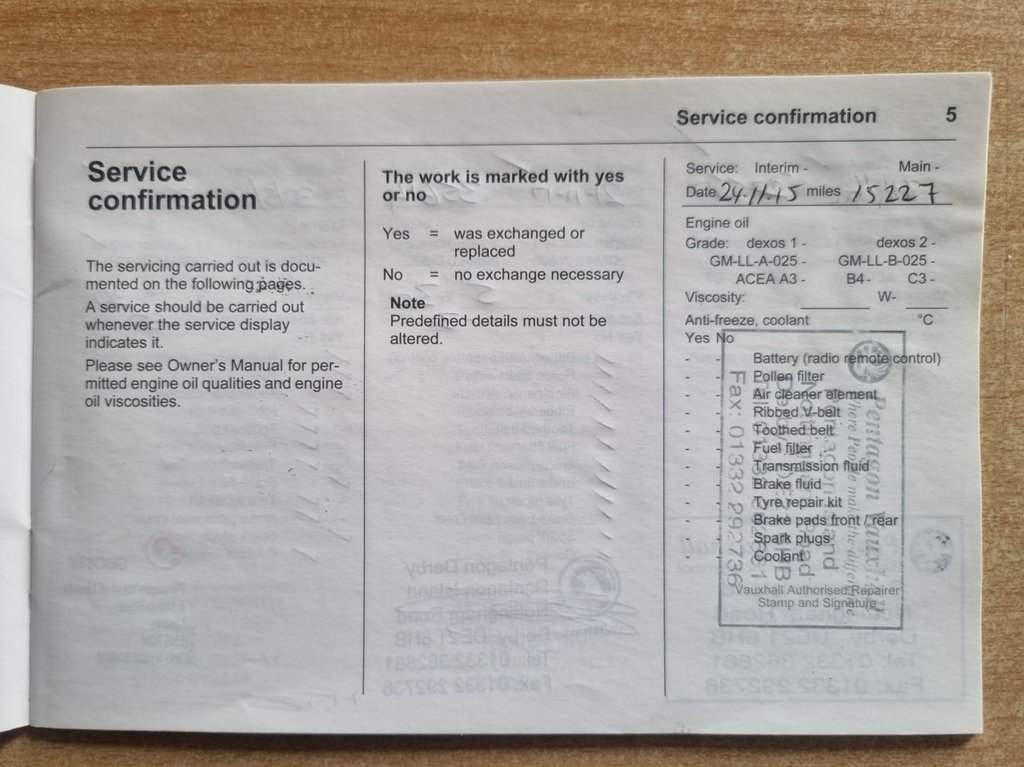 Service confirmation 5
Service
confirmation
The servicing carried out is docu-
mented on the following pages.
A service should be carried out
whenever the service display
indicates it.
Please see Owner's Manual for per-
mitted engine oil qualities and engine
oil viscosities.
The work is marked with yes
or no
Yes = was exchanged or
replaced
No = no exchange necessary
Note
Predefined details must not be
altered.
Service: Interim - Main -
Date 24.11.15 miles 15227
Engine oil
Grade: dexos 1 - dexos 2 -
GM-LL-A-025 - GM-LL-B-025 -
ACEA A3 - B4 - C3 -
Viscosity: W-
Anti-freeze, coolant °C
Yes No
- - Battery (radio remote control)
- - Pollen filter
- - Air cleaner element
- - Ribbed V-belt
- - Toothed belt
- - Fuel filter
- - Transmission fluid
- - Brake fluid
- - Tyre repair kit
- - Brake pads front / rear
- - Spark plugs
- - Coolant
Vauxhall Authorised Repairer
Stamp and Signature
Pentagon
Where People make the difference
Fax: 01332 292736